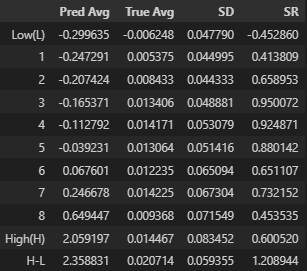 Pred Avg True Avg SD SR
Low(L) -0.299635 -0.006248 0.047790 -0.452860
1 -0.247291 0.005375 0.044995 0.413809
2 -0.207424 0.008433 0.044333 0.658953
3 -0.165371 0.013406 0.048881 0.950072
4 -0.112792 0.014171 0.053079 0.924871
5 -0.039231 0.013064 0.051416 0.880142
6 0.067601 0.012235 0.065094 0.651107
7 0.246678 0.014225 0.067304 0.732152
8 0.649447 0.009368 0.071549 0.453535
High(H) 2.059197 0.014467 0.083452 0.600520
H-L 2.358831 0.020714 0.059355 1.208944